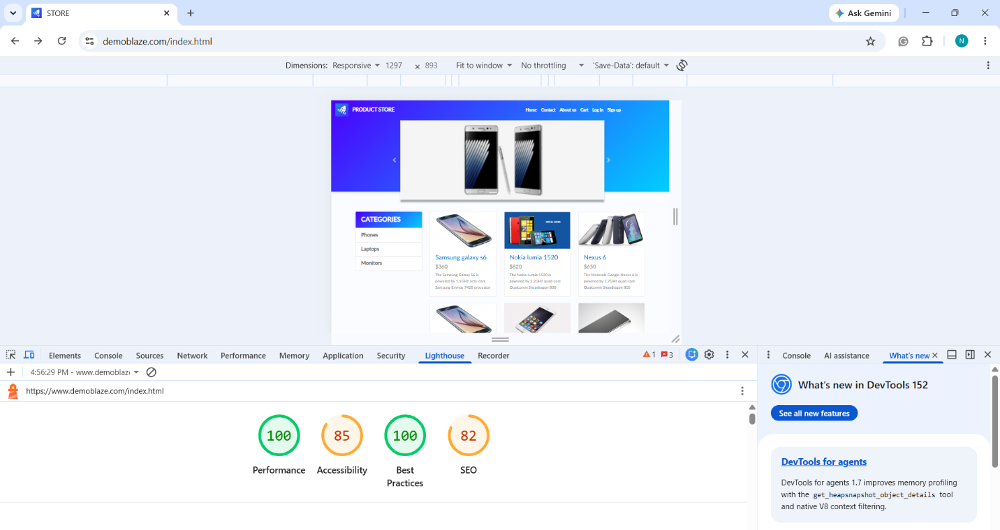 STORE
Ask Gemini
demoblaze.com/index.html
N
Dimensions: Responsive 1297 × 893 Fit to window No throttling 'Save-Data': default
PRODUCT STORE
Home Contact About us Cart Log in Sign up
CATEGORIES
Phones
Laptops
Monitors
Samsung galaxy s6
$360
The Samsung Galaxy S6 is
powered by 1.5GHz octa-core
Samsung Exynos 7420 processor
NOKIA LUMIA
Nokia lumia 1520
$820
The Nokia Lumia 1520 is
powered by 2.2GHz quad-core
Qualcomm Snapdragon 800
Nexus 6
$650
The Motorola Google Nexus 6 is
powered by 2.7GHz quad-core
Qualcomm Snapdragon 805
Elements Console Sources Network Performance Memory Application Security Lighthouse Recorder 1 3
4:56:29 PM - www.demoblaz
https://www.demoblaze.com/index.html
100 85 100 82
Performance Accessibility Best SEO
Practices
Console AI assistance What's new
What's new in DevTools 152
See all new features
DevTools for agents
DevTools for agents 1.7 improves memory profiling
with the get_heapsnapshot_object_details tool
and native V8 context filtering.